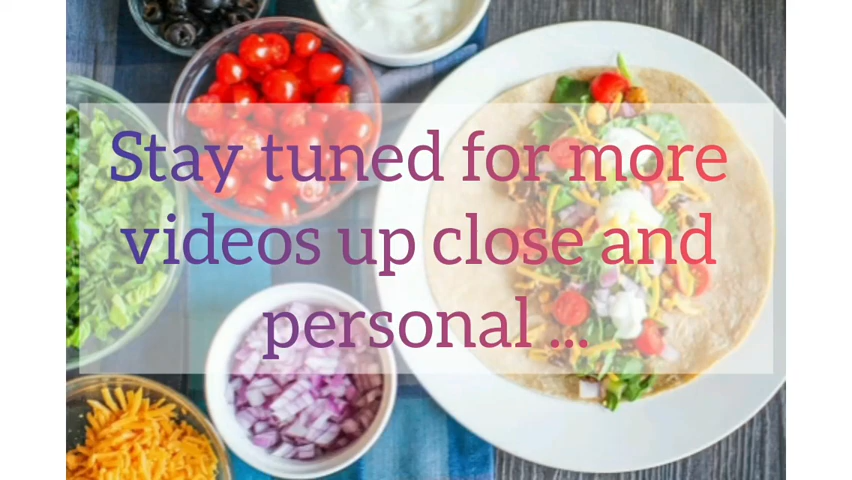 Stay tuned for more
videos up close and
personal ...